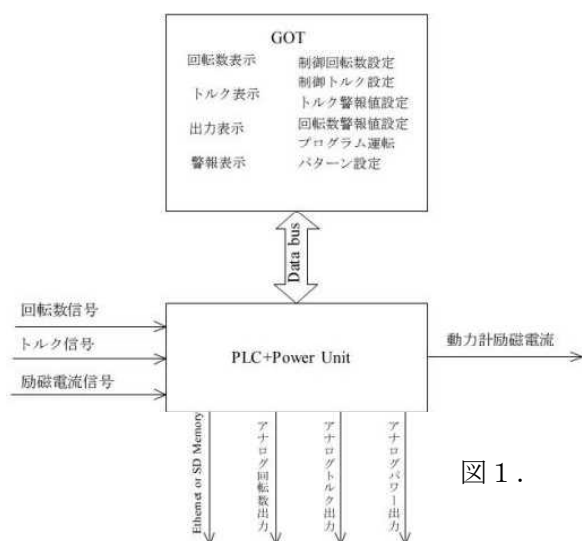 GOT
回転数表示
トルク表示
出力表示
警報表示
制御回転数設定
制御トルク設定
トルク警報値設定
回転数警報値設定
プログラム運転
パターン設定
Data bus
回転数信号
トルク信号
励磁電流信号
PLC+Power Unit
動力計励磁電流
Ethernet or SD Memory
アナログ回転数出力
アナログトルク出力
アナログパワー出力
図1.